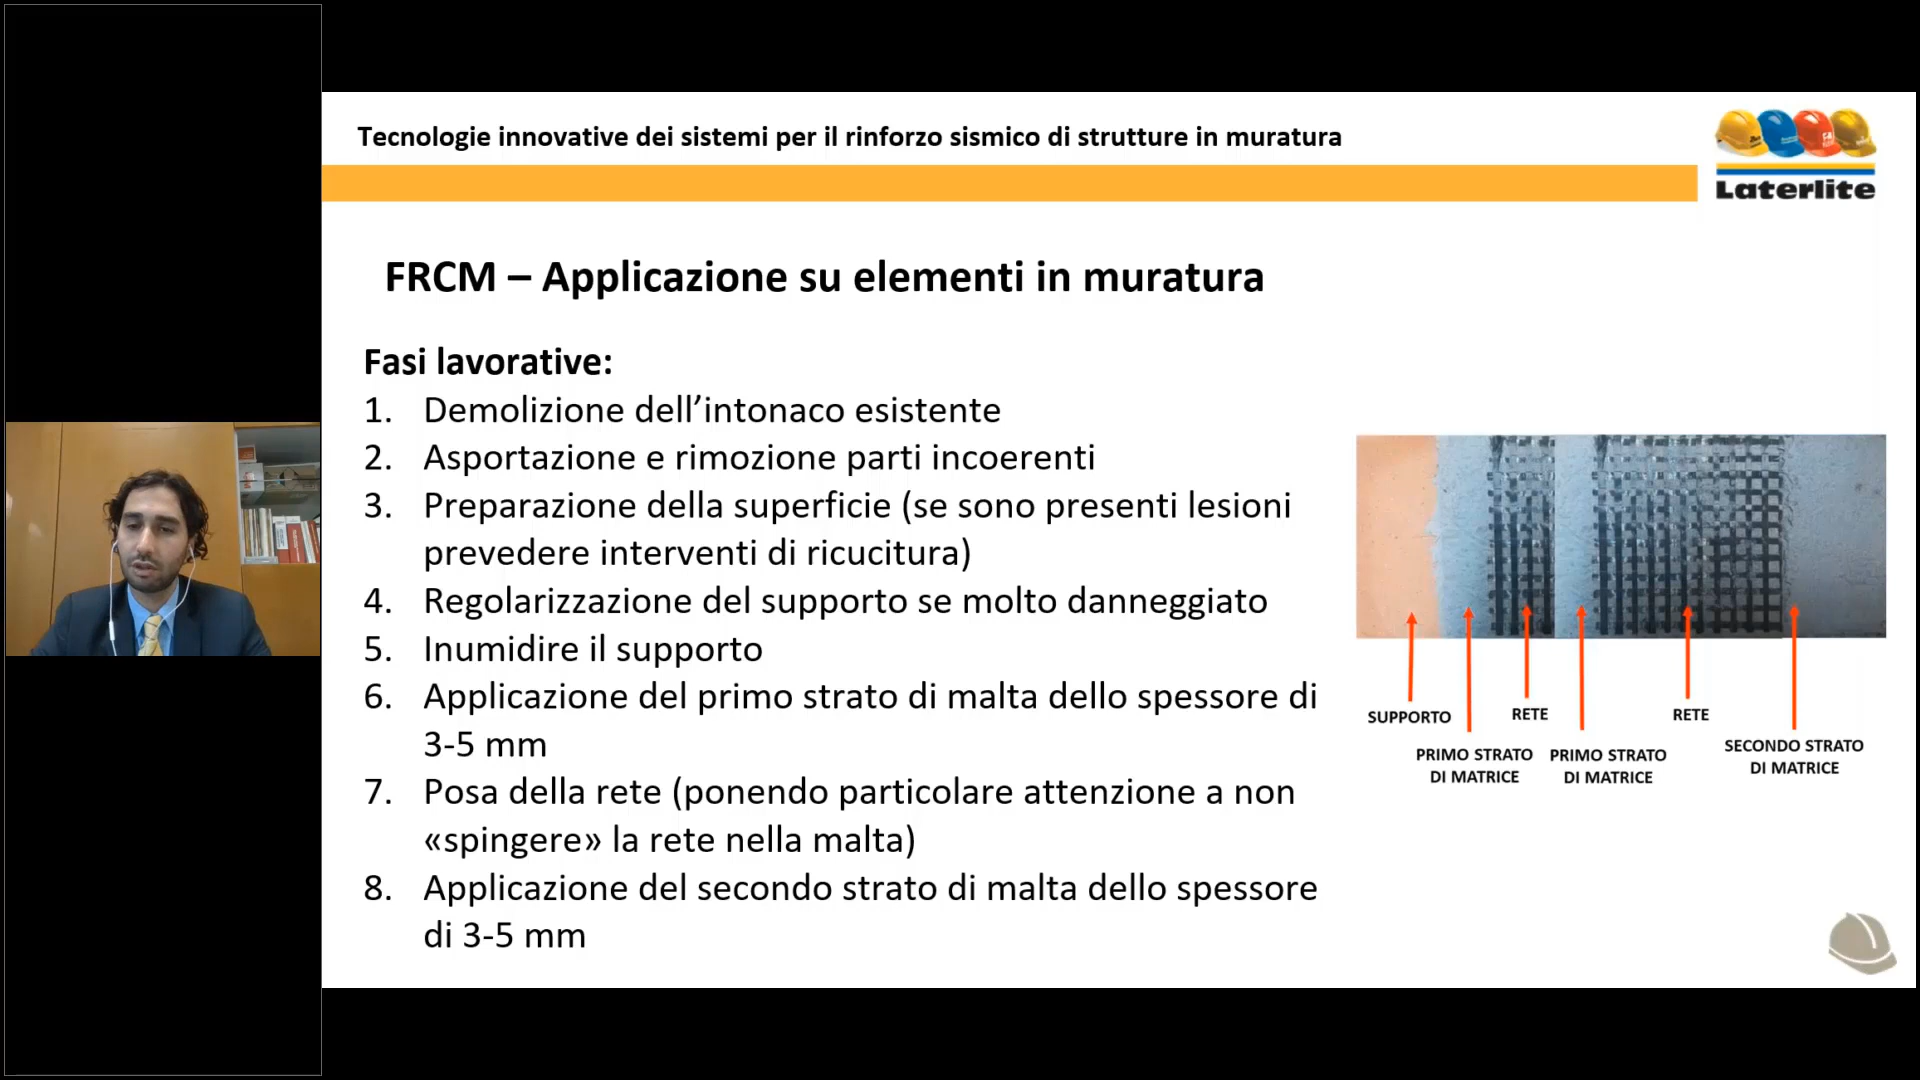 Tecnologie innovative dei sistemi per il rinforzo sismico di strutture in muratura
Laterlite
FRCM – Applicazione su elementi in muratura
Fasi lavorative:
1. Demolizione dell’intonaco esistente
2. Asportazione e rimozione parti incoerenti
3. Preparazione della superficie (se sono presenti lesioni
prevedere interventi di ricucitura)
4. Regolarizzazione del supporto se molto danneggiato
5. Inumidire il supporto
6. Applicazione del primo strato di malta dello spessore di
3-5 mm
7. Posa della rete (ponendo particolare attenzione a non
«spingere» la rete nella malta)
8. Applicazione del secondo strato di malta dello spessore
di 3-5 mm
SUPPORTO
PRIMO STRATO
DI MATRICE
RETE
PRIMO STRATO
DI MATRICE
RETE
SECONDO STRATO
DI MATRICE